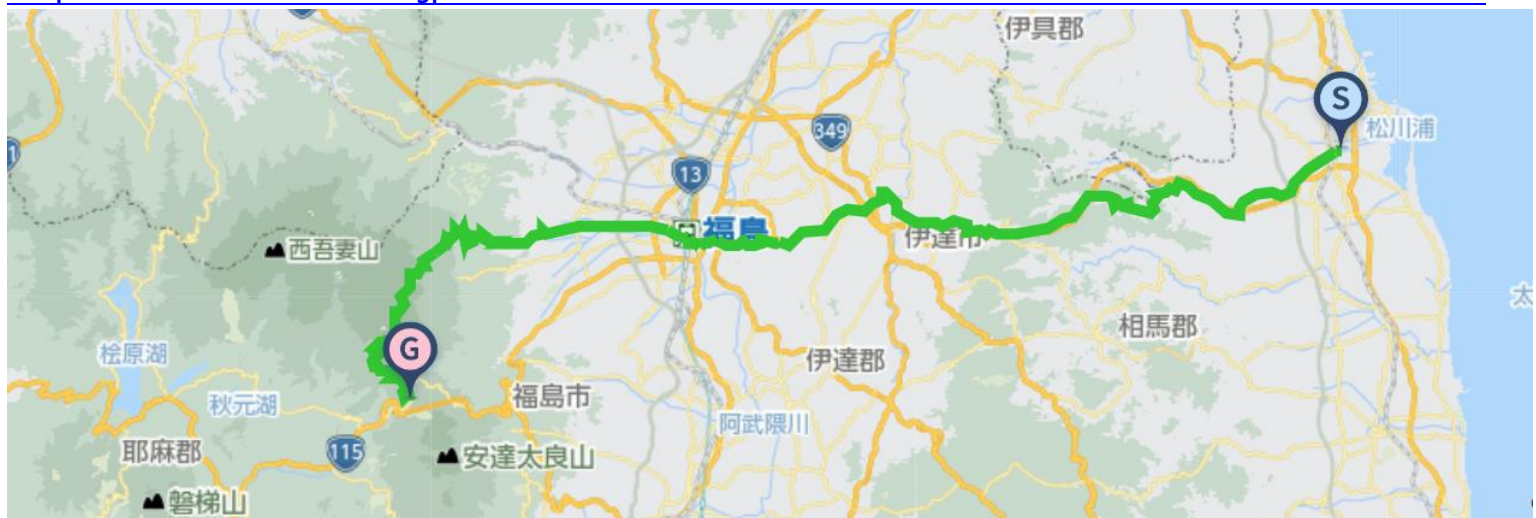 伊具郡
S
松川浦
349
13
福島
伊達市
西吾妻山
相馬郡
太
桧原湖
G
伊達郡
福島市
秋元湖
阿武隈川
耶麻郡
115
安達太良山
磐梯山